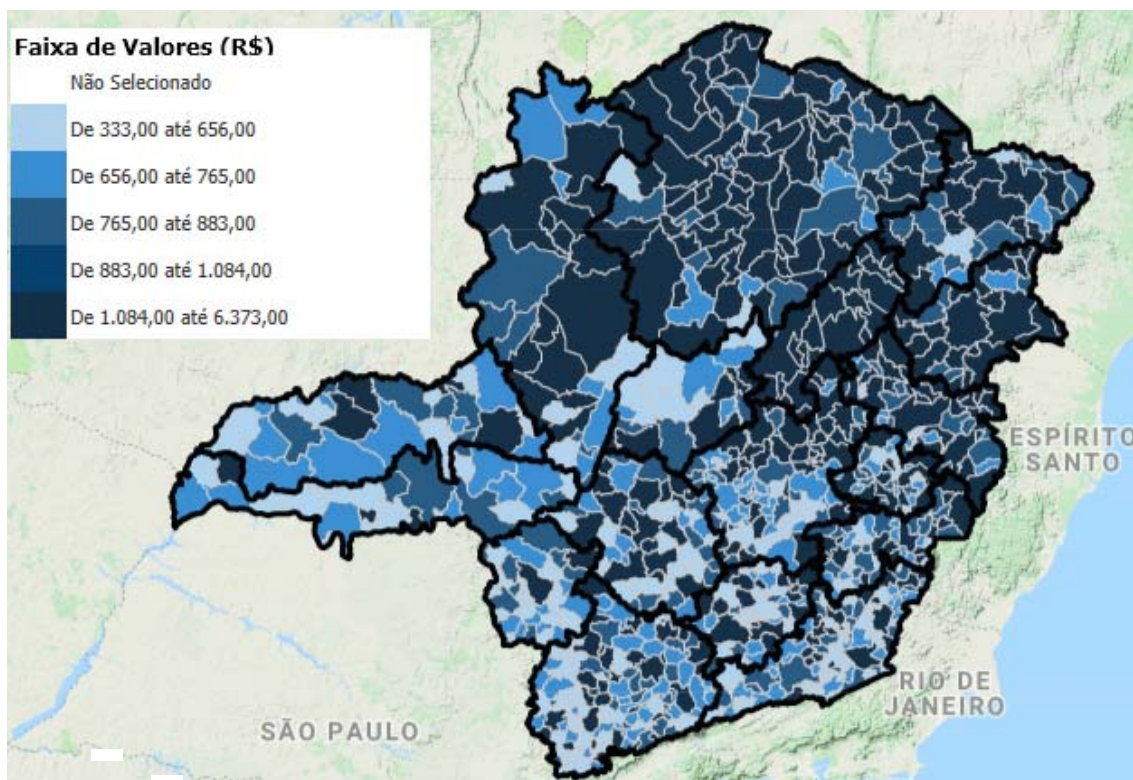 Faixa de Valores (R$)
Não Selecionado
De 333,00 até 656,00
De 656,00 até 765,00
De 765,00 até 883,00
De 883,00 até 1.084,00
De 1.084,00 até 6.373,00
ESPÍRITO
SANTO
RIO DE
JANEIRO
SÃO PAULO